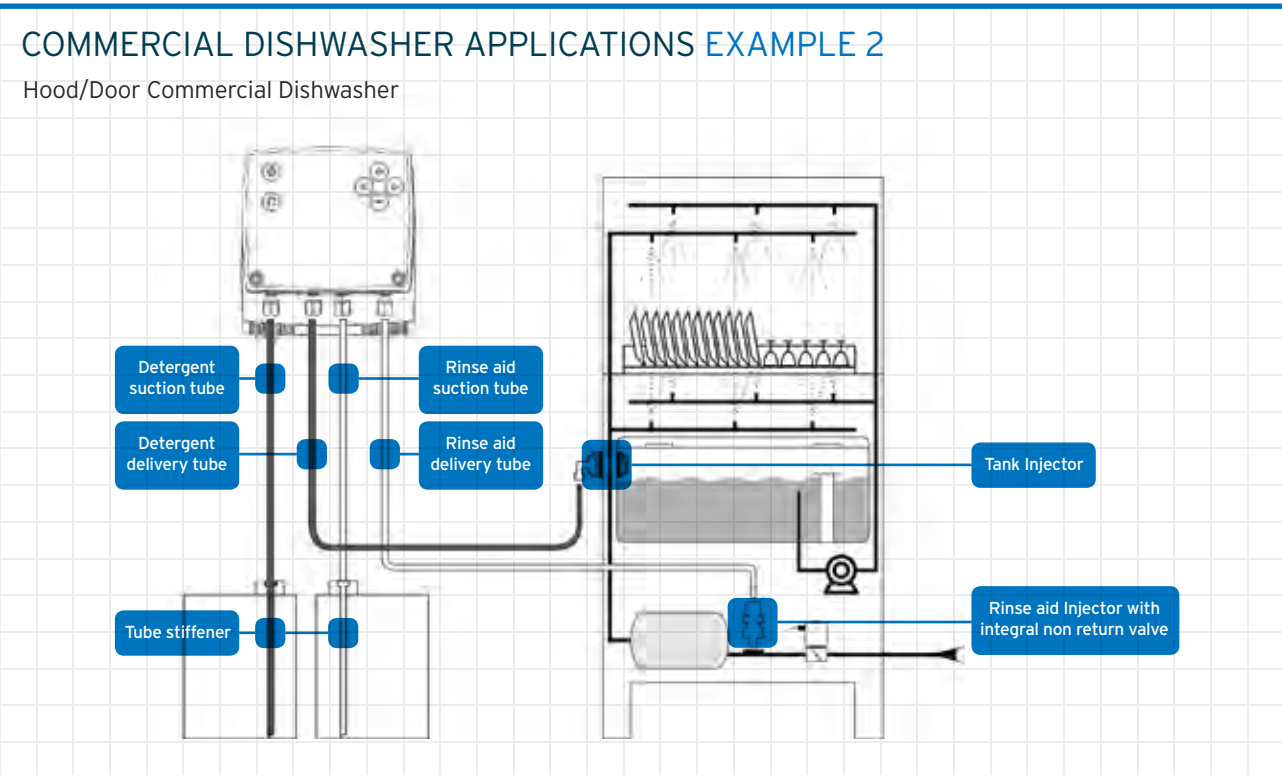 COMMERCIAL DISHWASHER APPLICATIONS EXAMPLE 2
Hood/Door Commercial Dishwasher
Detergent
suction tube
Rinse aid
suction tube
Detergent
delivery tube
Rinse aid
delivery tube
Tank Injector
Tube stiffener
Rinse aid Injector with
integral non return valve